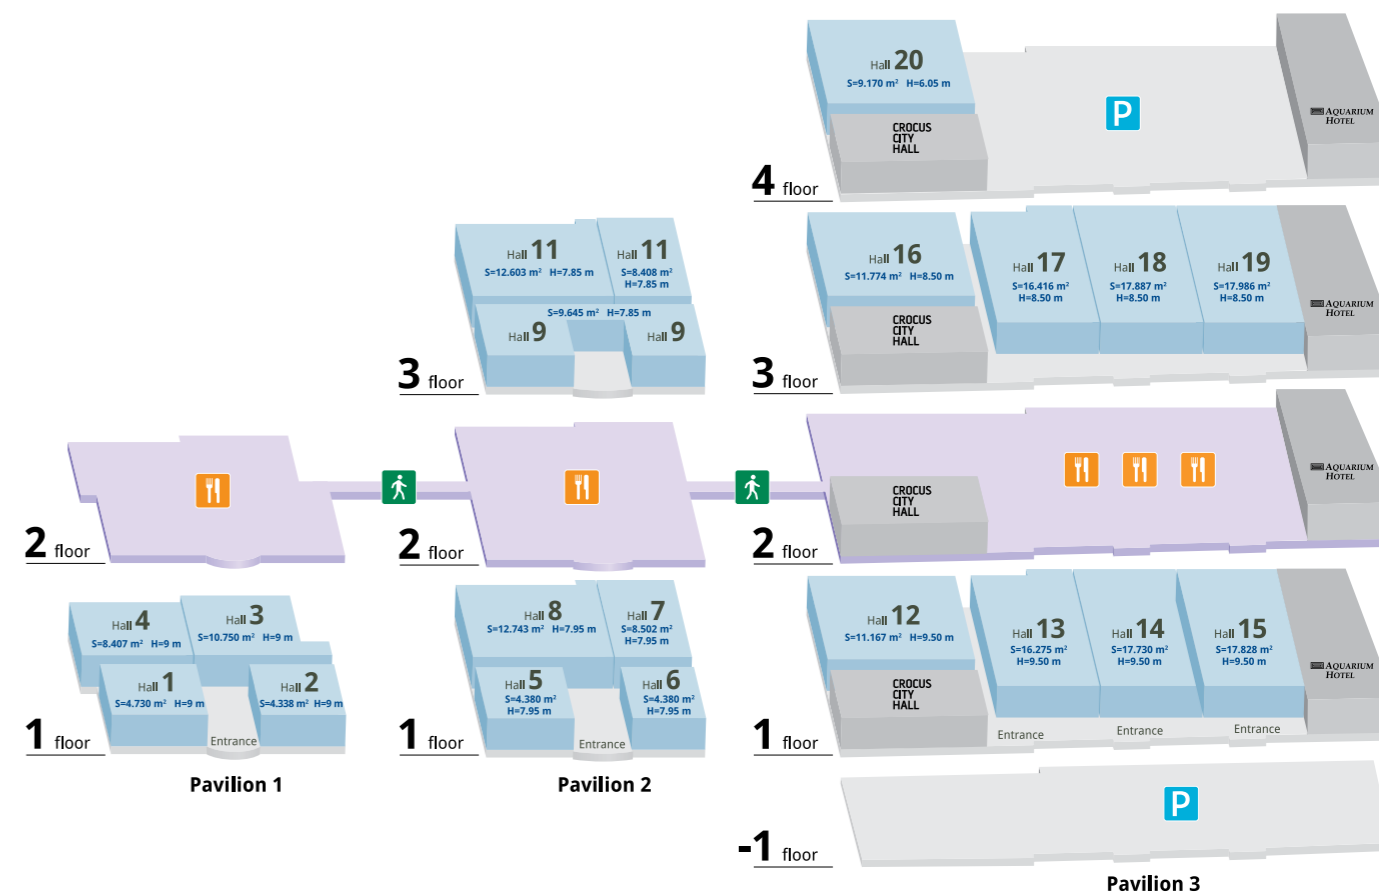 Hall 20
S=9.170 m² H=6.05 m
CROCUS
CITY
HALL
P
AQUARIUM
HOTEL
4 floor
Hall 11
S=12.603 m² H=7.85 m
Hall 11
S=8.408 m²
H=7.85 m
S=9.645 m² H=7.85 m
Hall 9
Hall 9
3 floor
Hall 16
S=11.774 m² H=8.50 m
CROCUS
CITY
HALL
Hall 17
S=16.416 m²
H=8.50 m
Hall 18
S=17.887 m²
H=8.50 m
Hall 19
S=17.986 m²
H=8.50 m
AQUARIUM
HOTEL
3 floor
2 floor
2 floor
CROCUS
CITY
HALL
AQUARIUM
HOTEL
2 floor
Hall 4
S=8.407 m² H=9 m
Hall 3
S=10.750 m² H=9 m
Hall 1
S=4.730 m² H=9 m
Hall 2
S=4.338 m² H=9 m
Entrance
1 floor
Pavilion 1
Hall 8
S=12.743 m² H=7.95 m
Hall 7
S=8.502 m²
H=7.95 m
Hall 5
S=4.380 m²
H=7.95 m
Hall 6
S=4.380 m²
H=7.95 m
Entrance
1 floor
Pavilion 2
Hall 12
S=11.167 m² H=9.50 m
CROCUS
CITY
HALL
Hall 13
S=16.275 m²
H=9.50 m
Hall 14
S=17.730 m²
H=9.50 m
Hall 15
S=17.828 m²
H=9.50 m
AQUARIUM
HOTEL
Entrance
Entrance
Entrance
1 floor
P
-1 floor
Pavilion 3